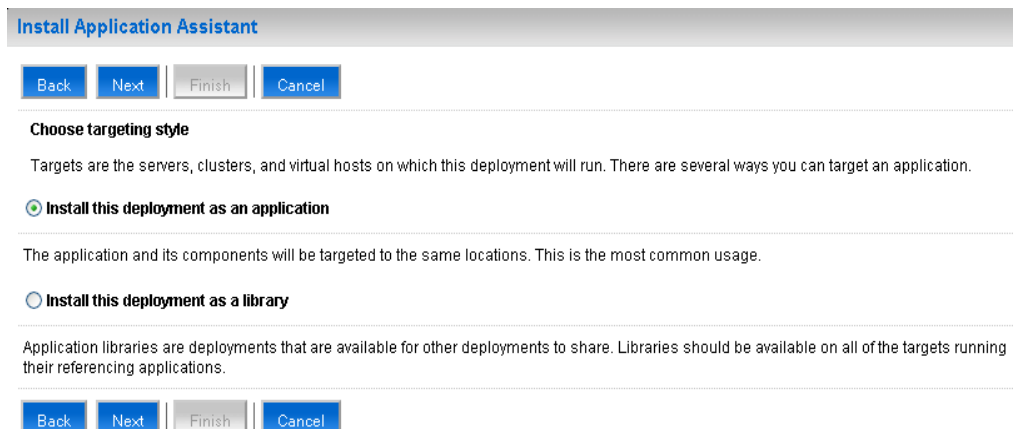 Install Application Assistant
Back Next Finish Cancel
Choose targeting style
Targets are the servers, clusters, and virtual hosts on which this deployment will run. There are several ways you can target an application.
Install this deployment as an application
The application and its components will be targeted to the same locations. This is the most common usage.
Install this deployment as a library
Application libraries are deployments that are available for other deployments to share. Libraries should be available on all of the targets running
their referencing applications.
Back Next Finish Cancel